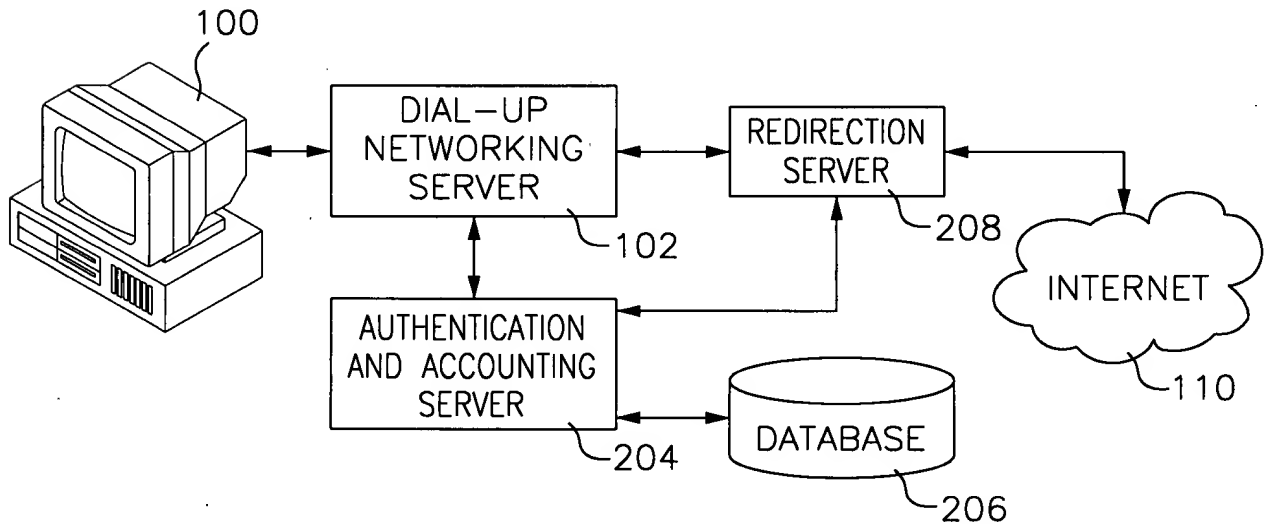 100
DIAL-UP
NETWORKING
SERVER
102
REDIRECTION
SERVER
208
INTERNET
110
AUTHENTICATION
AND ACCOUNTING
SERVER
204
DATABASE
206